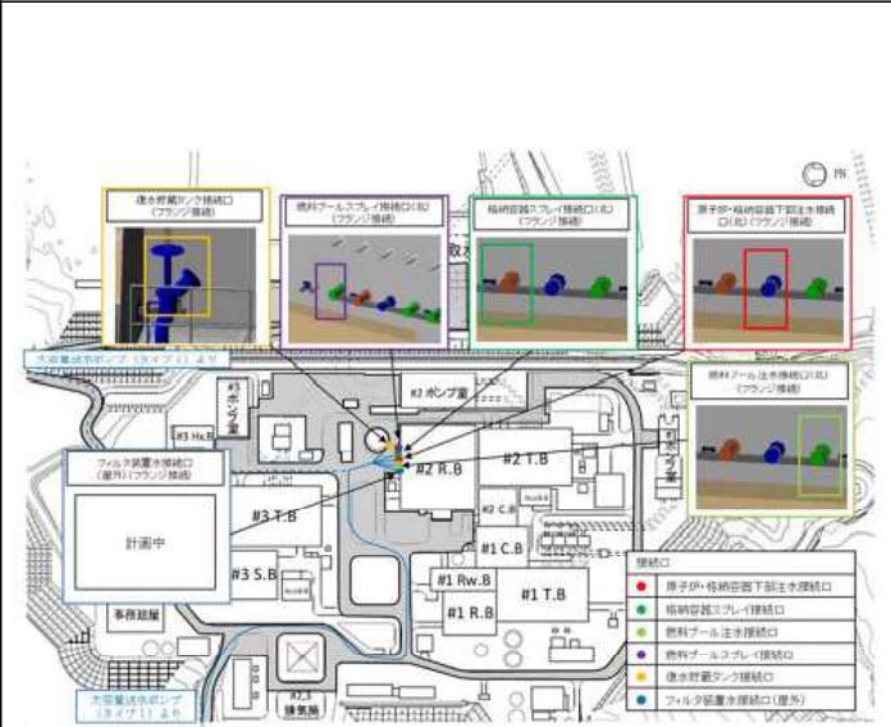 PN
復水貯蔵タンク接続口
(フランジ接続)
燃料プールスプレイ接続口(北)
(フランジ接続)
格納容器スプレイ接続口(北)
(フランジ接続)
原子炉・格納容器下部注水接続
口(北)(フランジ接続)
取水
大容量送水ポンプ(タイプⅠ)より
燃料プール注水接続口(北)
(フランジ接続)
#3
ポンプ室
#2 ポンプ室
#3 Hx.B
フィルタ装置水接続口
(屋外)(フランジ接続)
計画中
#2 R.B
#2 T.B
ポンプ室
#3 T.B
#2 C.B
#1 C.B
#3 S.B
#1 Rw.B
#1 R.B
#1 T.B
事務建屋
大容量送水ポンプ
(タイプⅠ)より
#2,3
排気筒
接続口
原子炉・格納容器下部注水接続口
格納容器スプレイ接続口
燃料プール注水接続口
燃料プールスプレイ接続口
復水貯蔵タンク接続口
フィルタ装置水接続口(屋外)